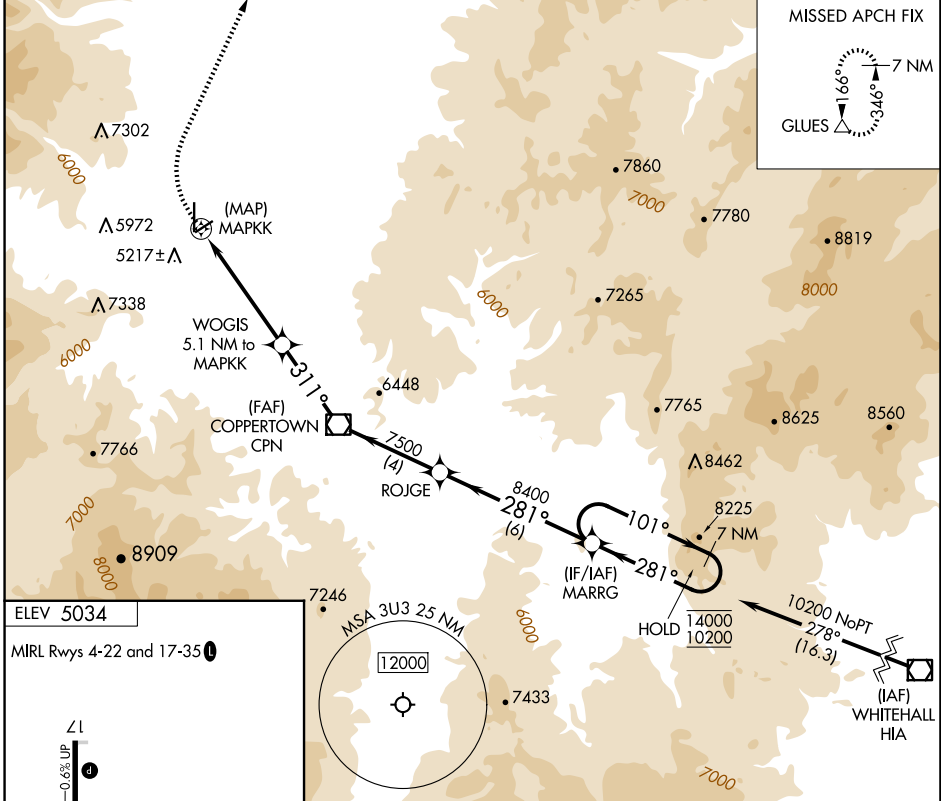 MISSED APCH FIX
7 NM
166°
346°
GLUES
7302
6000
7860
7000
7780
(MAP)
MAPKK
5972
5217±
8819
8000
7338
6000
7265
6000
WOGIS
5.1 NM to
MAPKK
311°
6448
(FAF)
COPPERTOWN
CPN
7765
8625
8560
7500
(4)
7766
ROJGE
8462
8400
281°
(6)
7000
101°
8225
7 NM
8909
8000
(IF/IAF)
MARRG
281°
HOLD
14000
10200
10200 NoPT
278°
(16.3)
7246
6000
ELEV 5034
MSA 3U3 25 NM
12000
MIRL Rwys 4-22 and 17-35 L
7433
(IAF)
WHITEHALL
HIA
17
0.6% UP
P
7000